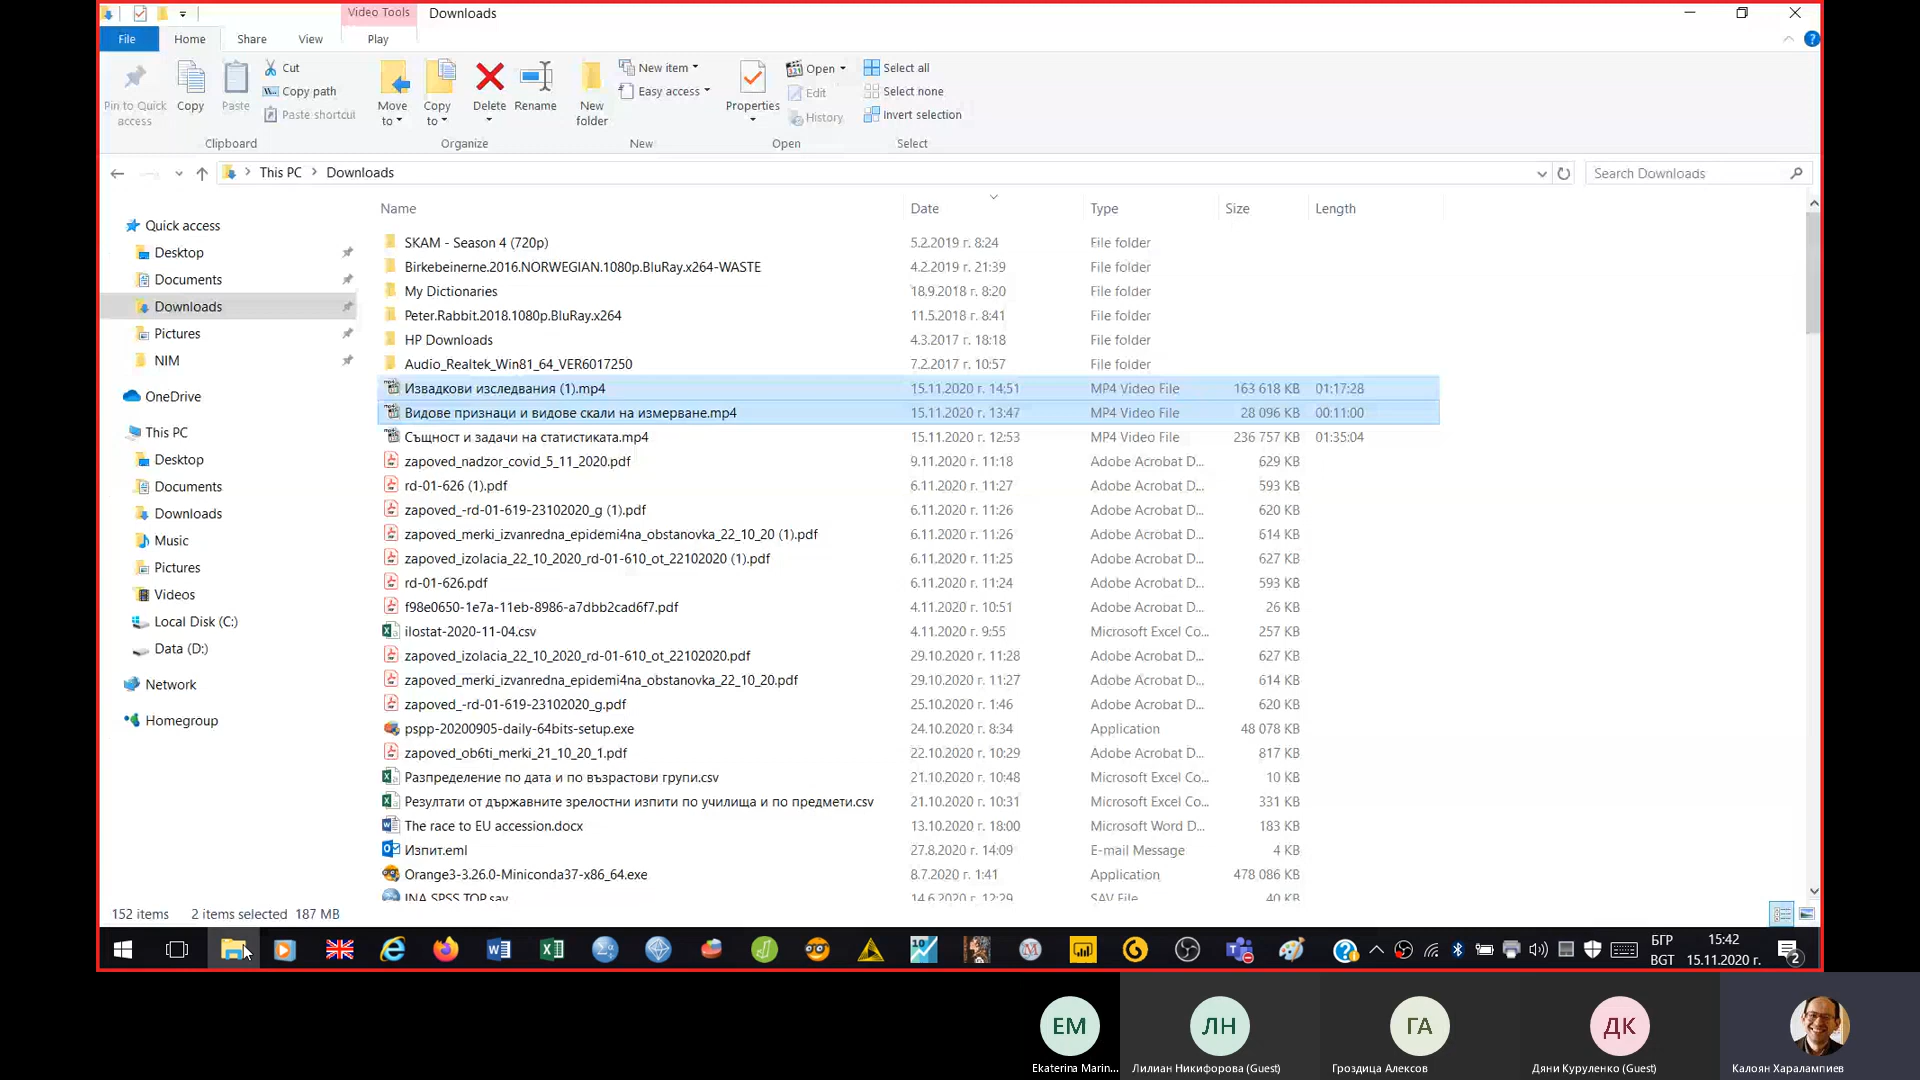 Video Tools
Downloads
File
Home
Share
View
Play
Pin to Quick access
Copy
Paste
Cut
Copy path
Paste shortcut
Clipboard
Move to
Copy to
Delete
Rename
Organize
New folder
New item
Easy access
New
Properties
Open
Edit
History
Open
Select all
Select none
Invert selection
Select
This PC
Downloads
Search Downloads
Quick access
Desktop
Documents
Downloads
Pictures
NIM
OneDrive
This PC
Desktop
Documents
Downloads
Music
Pictures
Videos
Local Disk (C:)
Data (D:)
Network
Homegroup
Name Date Type Size Length
SKAM - Season 4 (720p) 5.2.2019 г. 8:24 File folder
Birkebeinerne.2016.NORWEGIAN.1080p.BluRay.x264-WASTE 4.2.2019 г. 21:39 File folder
My Dictionaries 18.9.2018 г. 8:20 File folder
Peter.Rabbit.2018.1080p.BluRay.x264 11.5.2018 г. 8:41 File folder
HP Downloads 4.3.2017 г. 18:18 File folder
Audio_Realtek_Win81_64_VER6017250 7.2.2017 г. 10:57 File folder
Извадкови изследвания (1).mp4 15.11.2020 г. 14:51 MP4 Video File 163 618 KB 01:17:28
Видове признаци и видове скали на измерване.mp4 15.11.2020 г. 13:47 MP4 Video File 28 096 KB 00:11:00
Същност и задачи на статистиката.mp4 15.11.2020 г. 12:53 MP4 Video File 236 757 KB 01:35:04
zapoved_nadzor_covid_5_11_2020.pdf 9.11.2020 г. 11:18 Adobe Acrobat D... 629 KB
rd-01-626 (1).pdf 6.11.2020 г. 11:27 Adobe Acrobat D... 593 KB
zapoved_-rd-01-619-23102020_g (1).pdf 6.11.2020 г. 11:26 Adobe Acrobat D... 620 KB
zapoved_merki_izvanredna_epidemi4na_obstanovka_22_10_20 (1).pdf 6.11.2020 г. 11:26 Adobe Acrobat D... 614 KB
zapoved_izolacia_22_10_2020_rd-01-610_ot_22102020 (1).pdf 6.11.2020 г. 11:25 Adobe Acrobat D... 627 KB
rd-01-626.pdf 6.11.2020 г. 11:24 Adobe Acrobat D... 593 KB
f98e0650-1e7a-11eb-8986-a7dbb2cad6f7.pdf 4.11.2020 г. 10:51 Adobe Acrobat D... 26 KB
ilostat-2020-11-04.csv 4.11.2020 г. 9:55 Microsoft Excel Co... 257 KB
zapoved_izolacia_22_10_2020_rd-01-610_ot_22102020.pdf 29.10.2020 г. 11:28 Adobe Acrobat D... 627 KB
zapoved_merki_izvanredna_epidemi4na_obstanovka_22_10_20.pdf 29.10.2020 г. 11:27 Adobe Acrobat D... 614 KB
zapoved_-rd-01-619-23102020_g.pdf 25.10.2020 г. 1:46 Adobe Acrobat D... 620 KB
pspp-20200905-daily-64bits-setup.exe 24.10.2020 г. 8:34 Application 48 078 KB
zapoved_ob6ti_merki_21_10_20_1.pdf 22.10.2020 г. 10:29 Adobe Acrobat D... 817 KB
Разпределение по дата и по възрастови групи.csv 21.10.2020 г. 10:48 Microsoft Excel Co... 10 KB
Резултати от държавните зрелостни изпити по училища и по предмети.csv 21.10.2020 г. 10:31 Microsoft Excel Co... 331 KB
The race to EU accession.docx 13.10.2020 г. 18:00 Microsoft Word D... 183 KB
Изпит.eml 27.8.2020 г. 14:09 E-mail Message 4 KB
Orange3-3.26.0-Miniconda37-x86_64.exe 8.7.2020 г. 1:41 Application 478 086 KB
INA SPSS TOP.sav 14.6.2020 г. 12:29 SAV File 40 KB
152 items 2 items selected 187 MB
БГР
BGT
15:42
15.11.2020 г.
2
EM
Ekaterina Marin...
ЛН
Лилиан Никифорова (Guest)
ГА
Гроздица Алексов
ДК
Дяни Куруленко (Guest)
Калоян Харалампиев